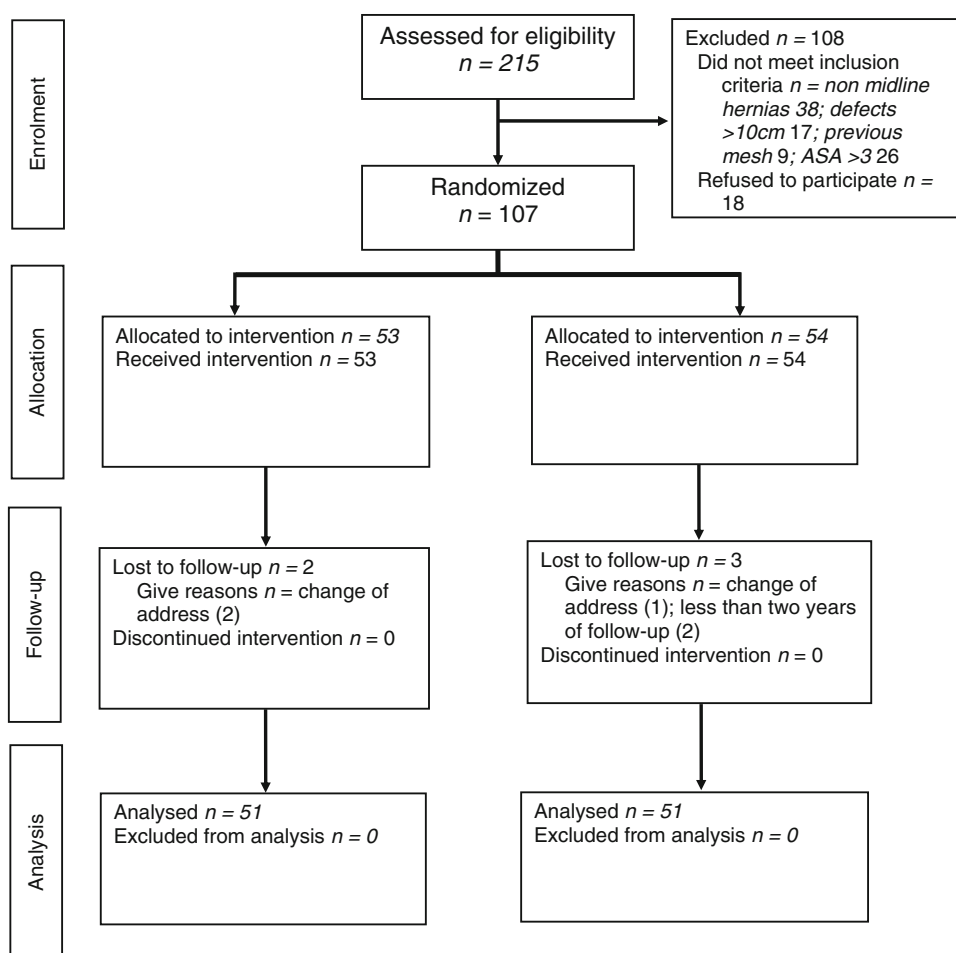 Enrolment
Assessed for eligibility
n = 215
Excluded n = 108
Did not meet inclusion
criteria n = non midline
hernias 38; defects
>10cm 17; previous
mesh 9; ASA >3 26
Refused to participate n =
18
Randomized
n = 107
Allocation
Allocated to intervention n = 53
Received intervention n = 53
Allocated to intervention n = 54
Received intervention n = 54
Follow-up
Lost to follow-up n = 2
Give reasons n = change of
address (2)
Discontinued intervention n = 0
Lost to follow-up n = 3
Give reasons n = change of
address (1); less than two years
of follow-up (2)
Discontinued intervention n = 0
Analysis
Analysed n = 51
Excluded from analysis n = 0
Analysed n = 51
Excluded from analysis n = 0